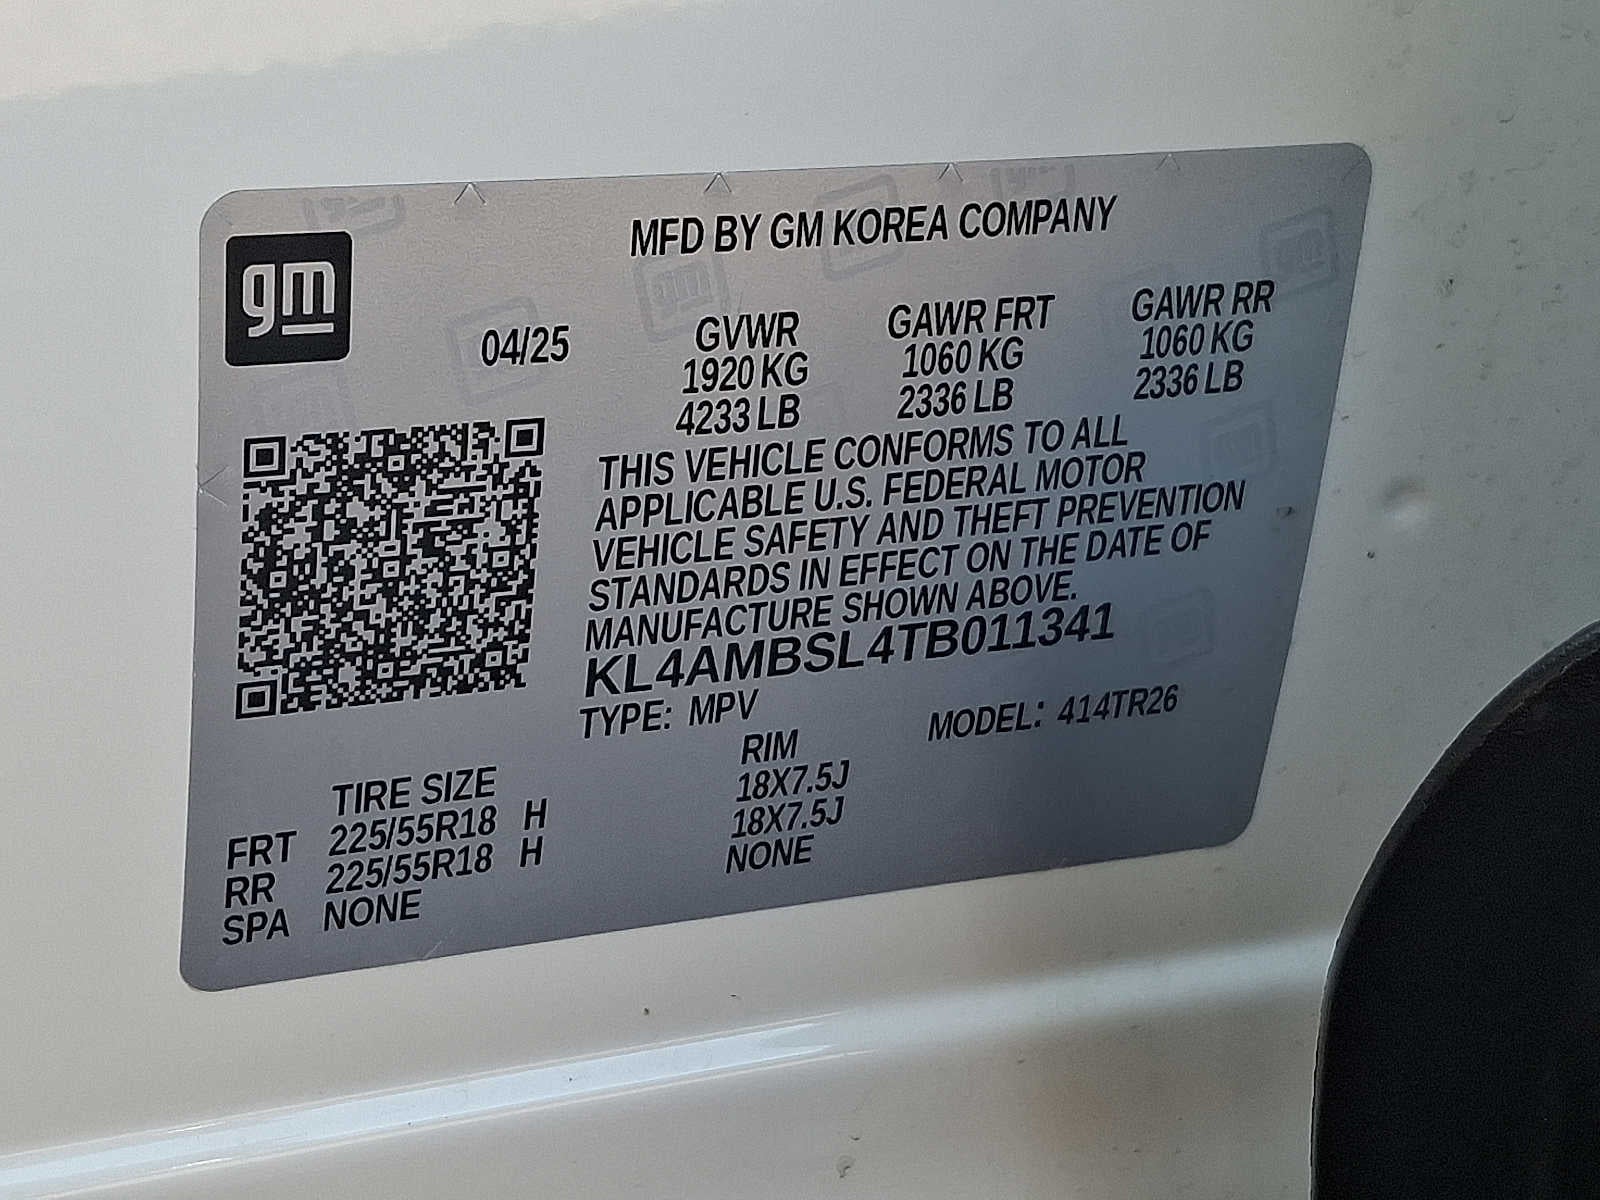 gm
MFD BY GM KOREA COMPANY
04/25 GVWR GAWR FRT GAWR RR
1920 KG 1060 KG 1060 KG
4233 LB 2336 LB 2336 LB
THIS VEHICLE CONFORMS TO ALL
APPLICABLE U.S. FEDERAL MOTOR
VEHICLE SAFETY AND THEFT PREVENTION
STANDARDS IN EFFECT ON THE DATE OF
MANUFACTURE SHOWN ABOVE.
KL4AMBSL4TB011341
TYPE: MPV MODEL: 414TR26
TIRE SIZE RIM
FRT 225/55R18 H 18X7.5J
RR 225/55R18 H 18X7.5J
SPA NONE NONE